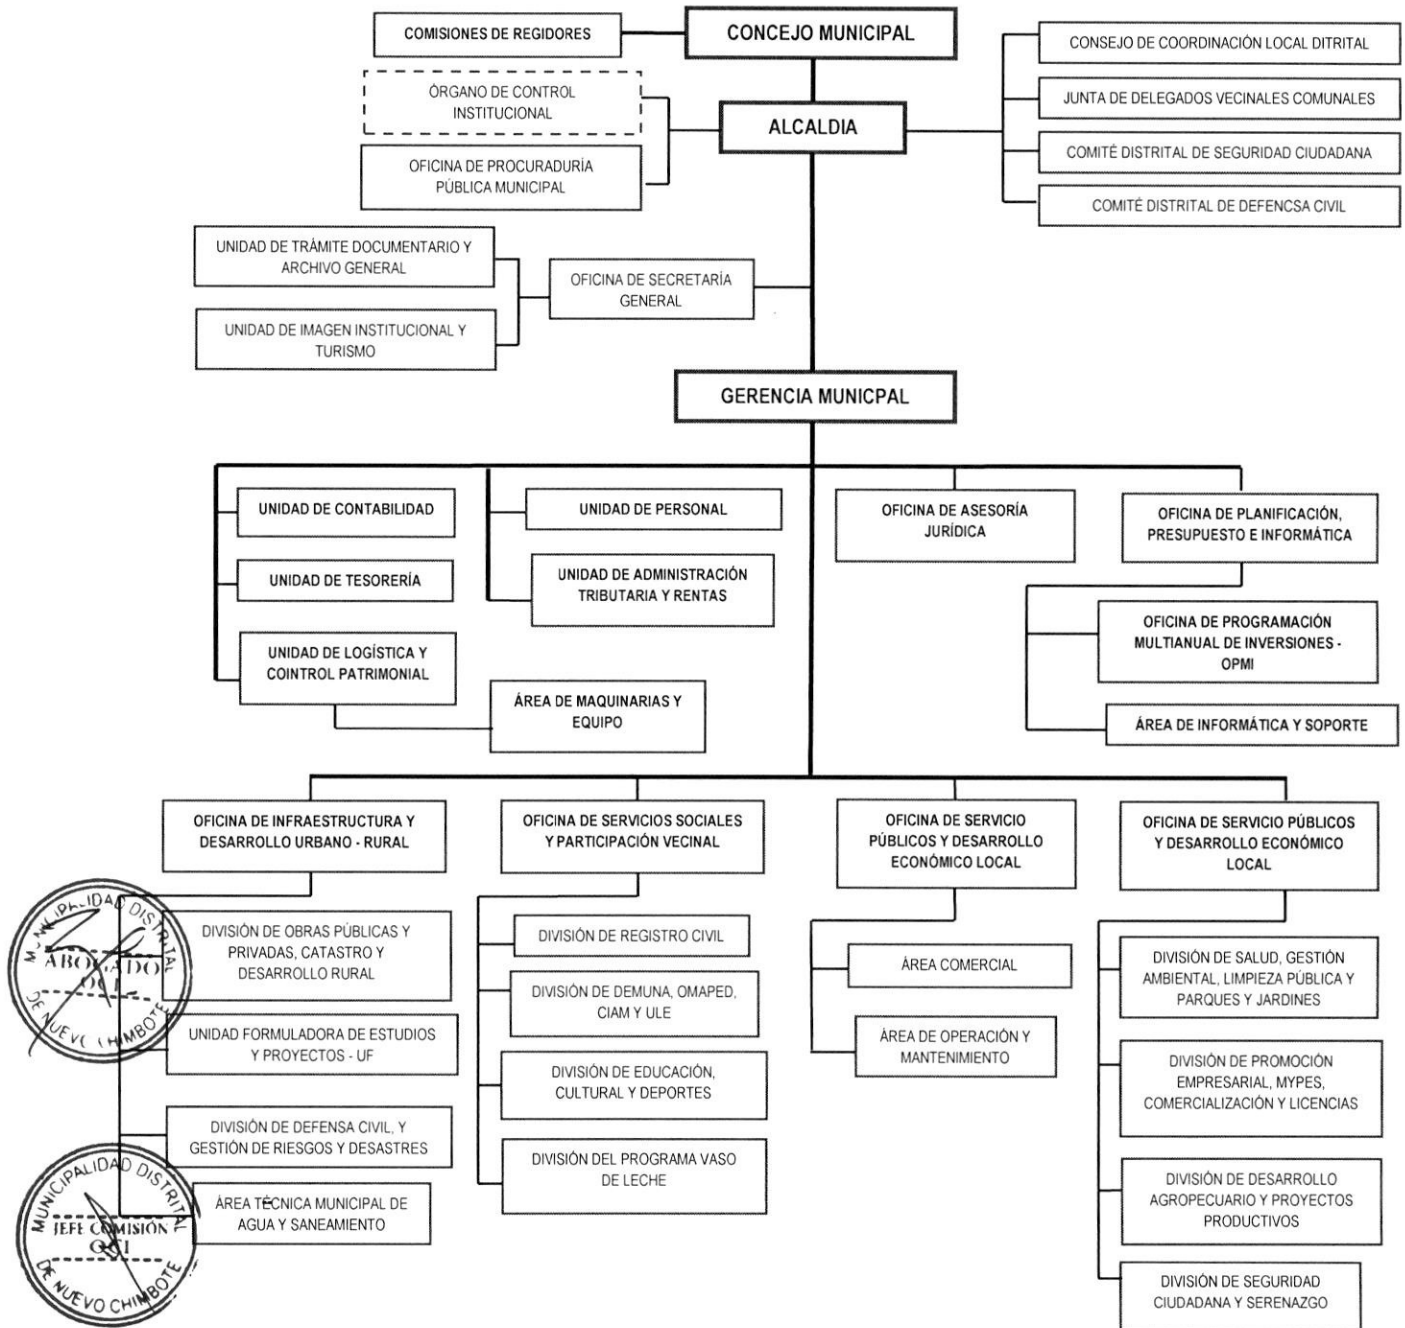 COMISIONES DE REGIDORES
CONCEJO MUNICIPAL
CONSEJO DE COORDINACIÓN LOCAL DITRITAL
JUNTA DE DELEGADOS VECINALES COMUNALES
COMITÉ DISTRITAL DE SEGURIDAD CIUDADANA
COMITÉ DISTRITAL DE DEFENCSA CIVIL
ÓRGANO DE CONTROL
INSTITUCIONAL
ALCALDIA
OFICINA DE PROCURADURÍA
PÚBLICA MUNICIPAL
UNIDAD DE TRÁMITE DOCUMENTARIO Y
ARCHIVO GENERAL
OFICINA DE SECRETARÍA
GENERAL
UNIDAD DE IMAGEN INSTITUCIONAL Y
TURISMO
GERENCIA MUNICPAL
UNIDAD DE CONTABILIDAD
UNIDAD DE TESORERÍA
UNIDAD DE LOGÍSTICA Y
COINTROL PATRIMONIAL
ÁREA DE MAQUINARIAS Y
EQUIPO
UNIDAD DE PERSONAL
UNIDAD DE ADMINISTRACIÓN
TRIBUTARIA Y RENTAS
OFICINA DE ASESORÍA
JURÍDICA
OFICINA DE PLANIFICACIÓN,
PRESUPUESTO E INFORMÁTICA
OFICINA DE PROGRAMACIÓN
MULTIANUAL DE INVERSIONES -
OPMI
ÁREA DE INFORMÁTICA Y SOPORTE
OFICINA DE INFRAESTRUCTURA Y
DESARROLLO URBANO - RURAL
DIVISIÓN DE OBRAS PÚBLICAS Y
PRIVADAS, CATASTRO Y
DESARROLLO RURAL
UNIDAD FORMULADORA DE ESTUDIOS
Y PROYECTOS - UF
DIVISIÓN DE DEFENSA CIVIL, Y
GESTIÓN DE RIESGOS Y DESASTRES
ÁREA TÉCNICA MUNICIPAL DE
AGUA Y SANEAMIENTO
OFICINA DE SERVICIOS SOCIALES
Y PARTICIPACIÓN VECINAL
DIVISIÓN DE REGISTRO CIVIL
DIVISIÓN DE DEMUNA, OMAPED,
CIAM Y ULE
DIVISIÓN DE EDUCACIÓN,
CULTURAL Y DEPORTES
DIVISIÓN DEL PROGRAMA VASO
DE LECHE
OFICINA DE SERVICIO
PÚBLICOS Y DESARROLLO
ECONÓMICO LOCAL
ÁREA COMERCIAL
ÁREA DE OPERACIÓN Y
MANTENIMIENTO
OFICINA DE SERVICIO PÚBLICOS
Y DESARROLLO ECONÓMICO
LOCAL
DIVISIÓN DE SALUD, GESTIÓN
AMBIENTAL, LIMPIEZA PÚBLICA Y
PARQUES Y JARDINES
DIVISIÓN DE PROMOCIÓN
EMPRESARIAL, MYPES,
COMERCIALIZACIÓN Y LICENCIAS
DIVISIÓN DE DESARROLLO
AGROPECUARIO Y PROYECTOS
PRODUCTIVOS
DIVISIÓN DE SEGURIDAD
CIUDADANA Y SERENAZGO
MUNICIPALIDAD DISTRITAL
ABOGADO
OCI
DE NUEVO CHIMBOTE
MUNICIPALIDAD DISTRITAL
JEFE COMISIÓN
OCI
DE NUEVO CHIMBOTE